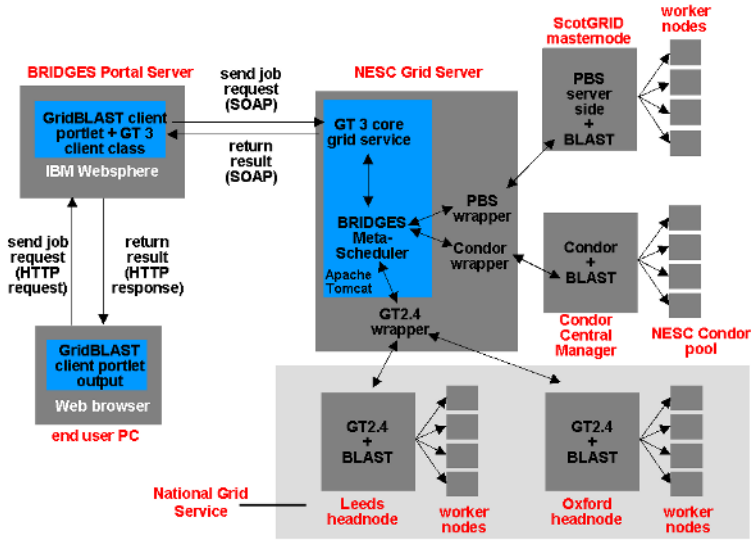 BRIDGES Portal Server
GridBLAST client
portlet + GT 3
client class
IBM Websphere
send job
request
(SOAP)
return
result
(SOAP)
send job
request
(HTTP
request)
return
result
(HTTP
response)
GridBLAST
client portlet
output
Web browser
end user PC
NESC Grid Server
GT 3 core
grid service
BRIDGES
Meta-
Scheduler
Apache
Tomcat
PBS
wrapper
Condor
wrapper
GT2.4
wrapper
ScotGRID
masternode
PBS
server
side
+
BLAST
worker
nodes
Condor
+
BLAST
Condor
Central
Manager
NESC Condor
pool
National Grid
Service
GT2.4
+
BLAST
Leeds
headnode
worker
nodes
GT2.4
+
BLAST
Oxford
headnode
worker
nodes